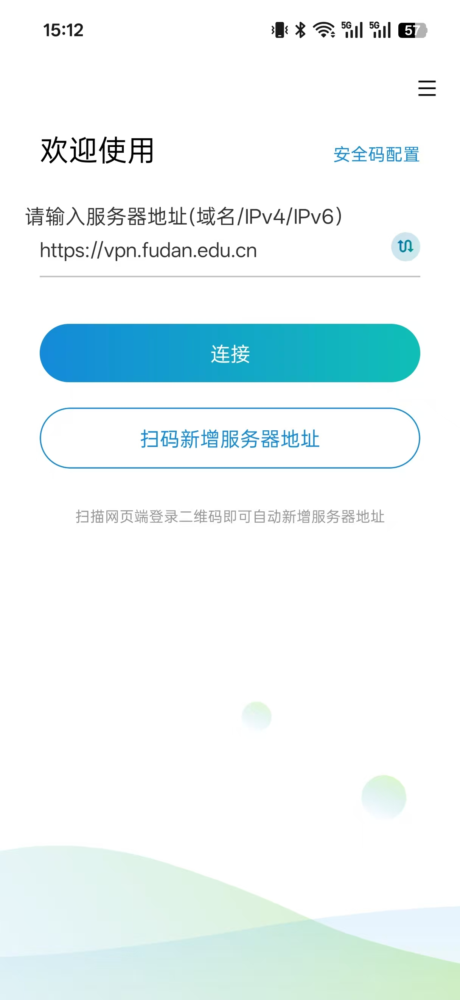 15:12
5G 5G 57
欢迎使用
安全码配置
请输入服务器地址(域名/IPv4/IPv6)
https://vpn.fudan.edu.cn
连接
扫码新增服务器地址
扫描网页端登录二维码即可自动新增服务器地址